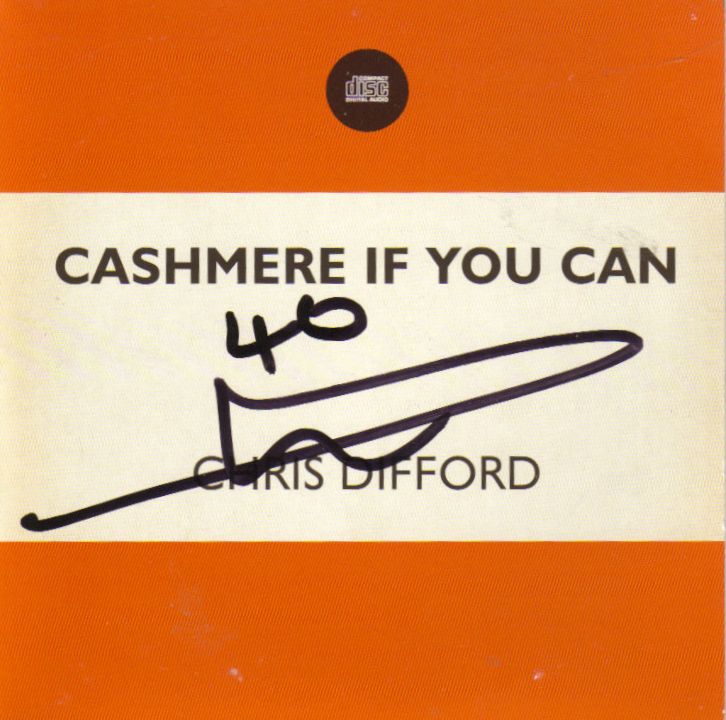 COMPACT
disc
DIGITAL AUDIO
CASHMERE IF YOU CAN
40
CHRIS DIFFORD